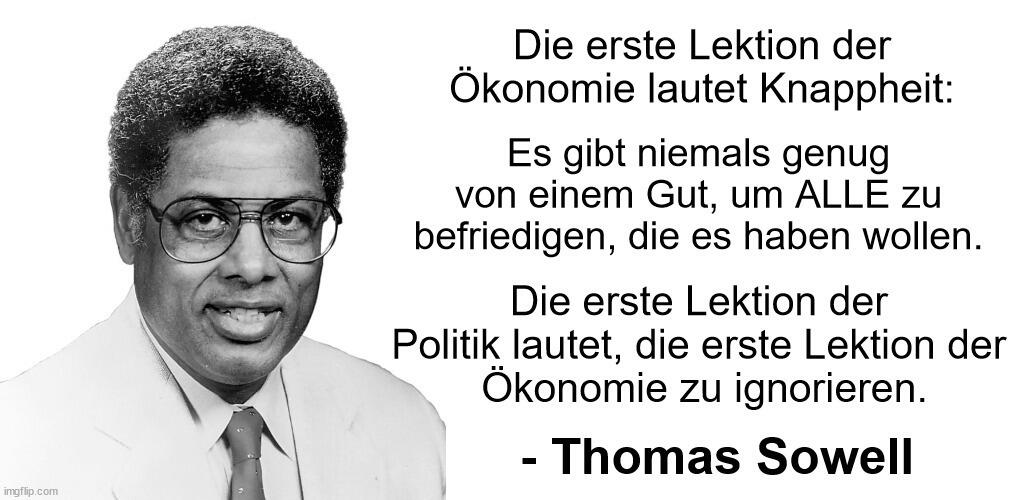 Die erste Lektion der
Ökonomie lautet Knappheit:
Es gibt niemals genug
von einem Gut, um ALLE zu
befriedigen, die es haben wollen.
Die erste Lektion der
Politik lautet, die erste Lektion der
Ökonomie zu ignorieren.
- Thomas Sowell
imgflip.com